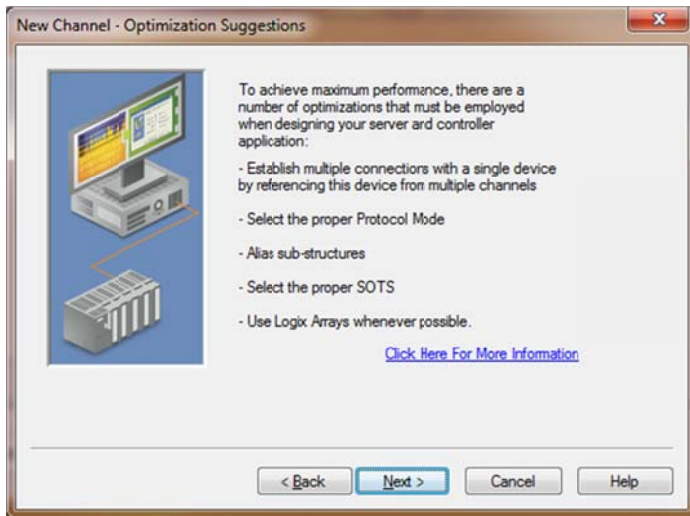 New Channel - Optimization Suggestions
To achieve maximum performance, there are a
number of optimizations that must be employed
when designing your server and controller
application:
- Establish multiple connections with a single device
by referencing this device from multiple channels
- Select the proper Protocol Mode
- Alias sub-structures
- Select the proper SOTS
- Use Logix Arrays whenever possible.
Click Here For More Information
< Back Next > Cancel Help